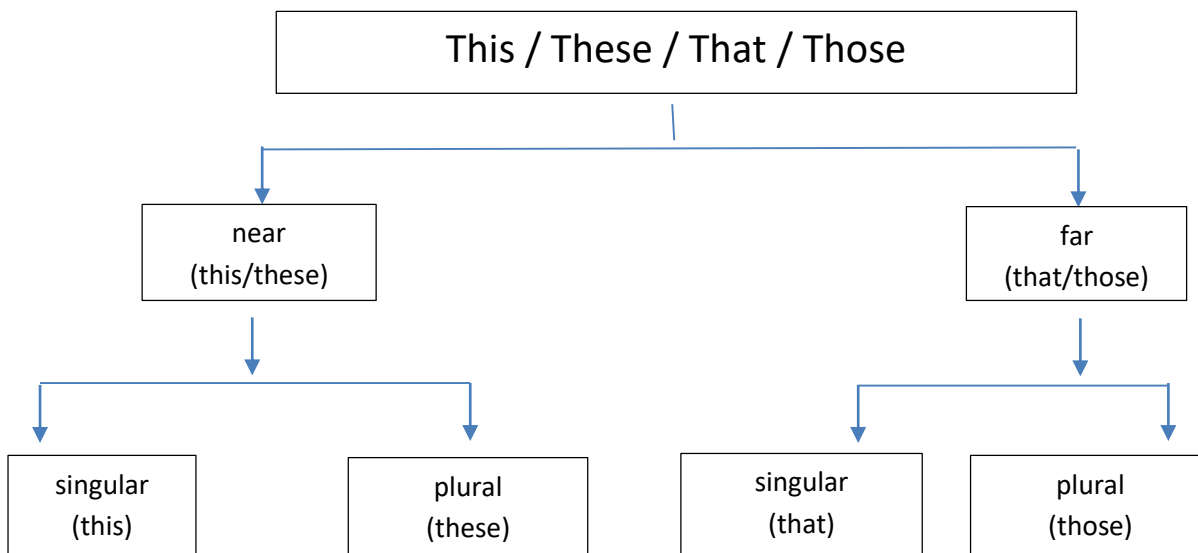 This / These / That / Those
near
(this/these)
far
(that/those)
singular
(this)
plural
(these)
singular
(that)
plural
(those)